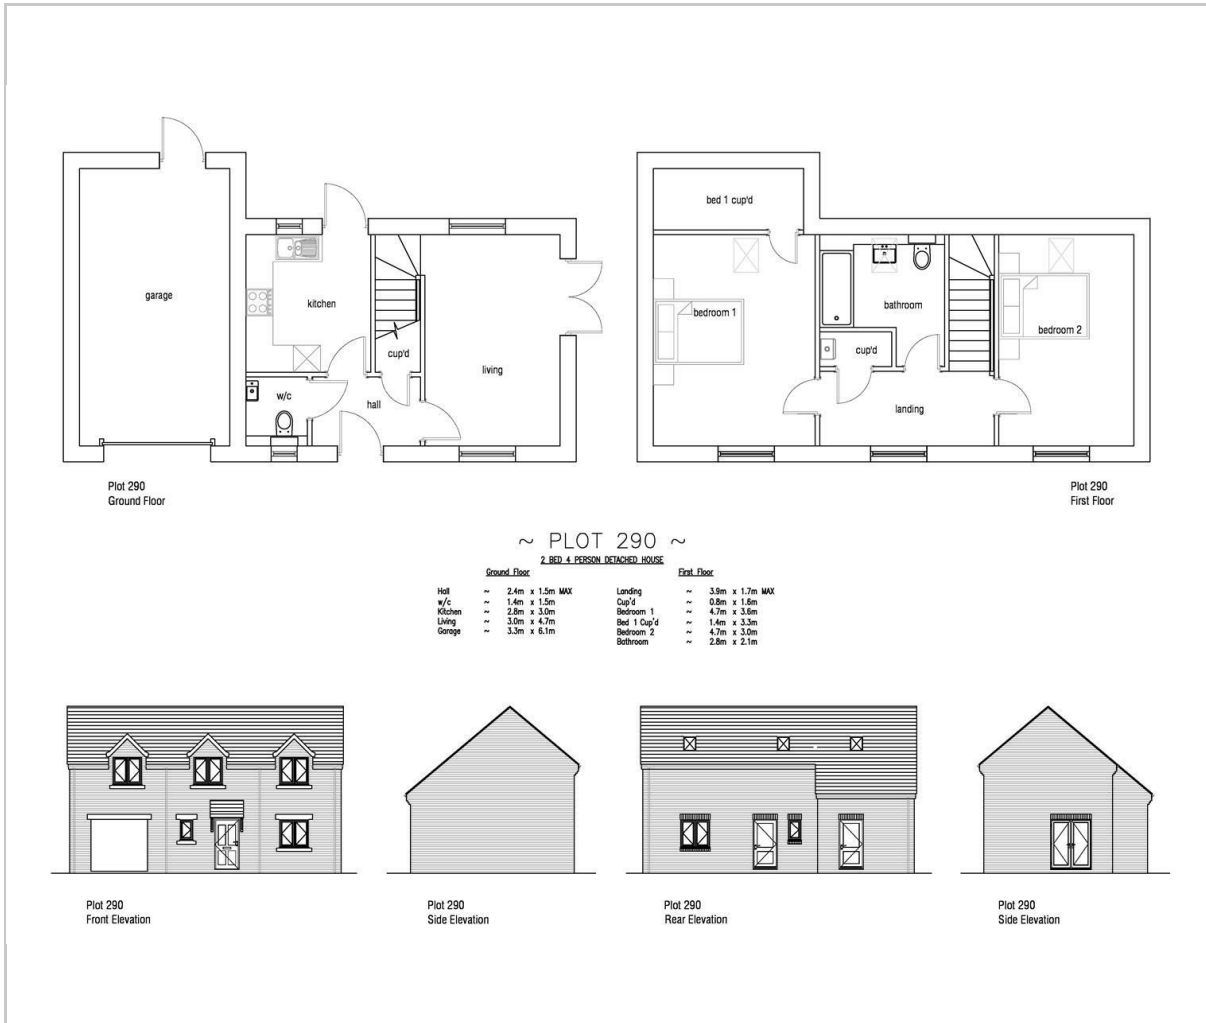 bed 1 cup'd
garage
kitchen
bedroom 1
bathroom
bedroom 2
cup'd
cup'd
living
w/c
hall
landing
Plot 290
Ground Floor
Plot 290
First Floor
~ PLOT 290 ~
2 BED 4 PERSON DETACHED HOUSE
Ground Floor
Hall ~ 2.4m x 1.5m MAX
w/c ~ 1.4m x 1.5m
Kitchen ~ 2.8m x 3.0m
Living ~ 3.0m x 4.7m
Garage ~ 3.3m x 6.1m
First Floor
Landing ~ 3.9m x 1.7m MAX
Cup'd ~ 0.8m x 1.6m
Bedroom 1 ~ 4.7m x 3.6m
Bed 1 Cup'd ~ 1.4m x 3.3m
Bedroom 2 ~ 4.7m x 3.0m
Bathroom ~ 2.8m x 2.1m
Plot 290
Front Elevation
Plot 290
Side Elevation
Plot 290
Rear Elevation
Plot 290
Side Elevation